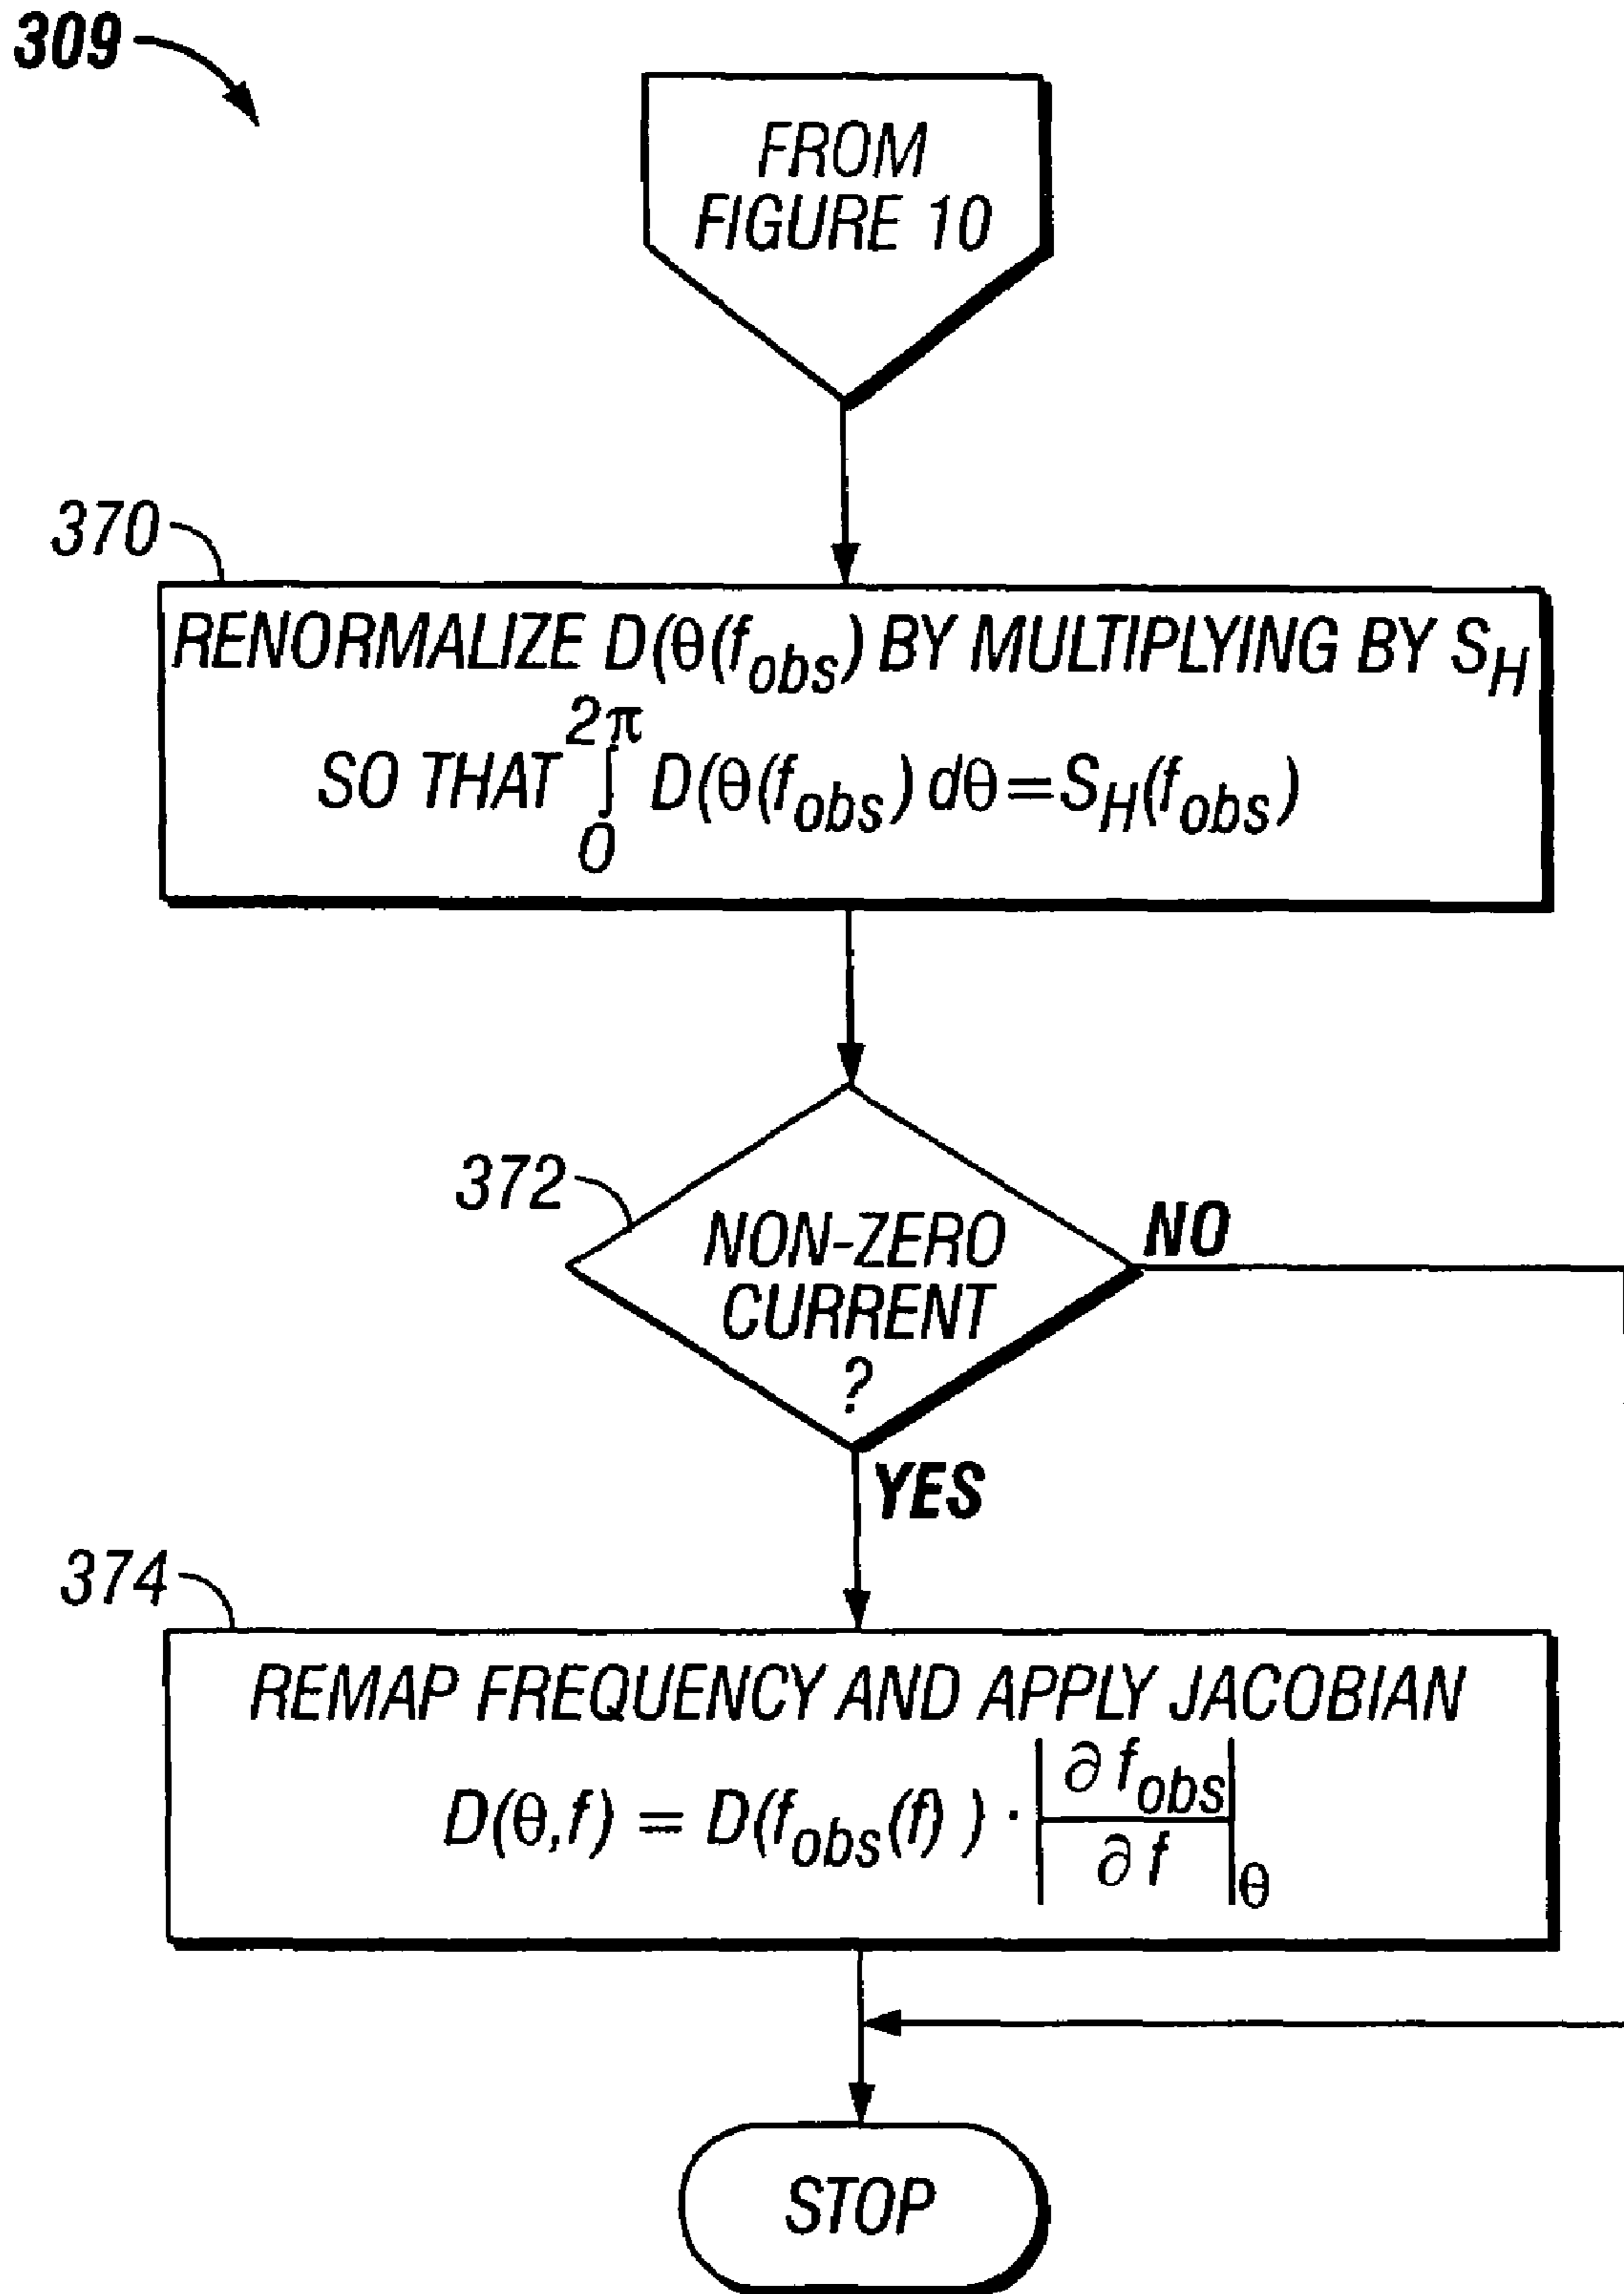 309
FROM
FIGURE 10
370
RENORMALIZE D(θ(f_obs) BY MULTIPLYING BY S_H
SO THAT ∫_0^2π D(θ(f_obs) dθ=S_H(f_obs)
372
NON-ZERO
CURRENT
?
NO
YES
374
REMAP FREQUENCY AND APPLY JACOBIAN
D(θ,f) = D(f_obs(f) ) · |∂ f_obs / ∂ f|_θ
STOP